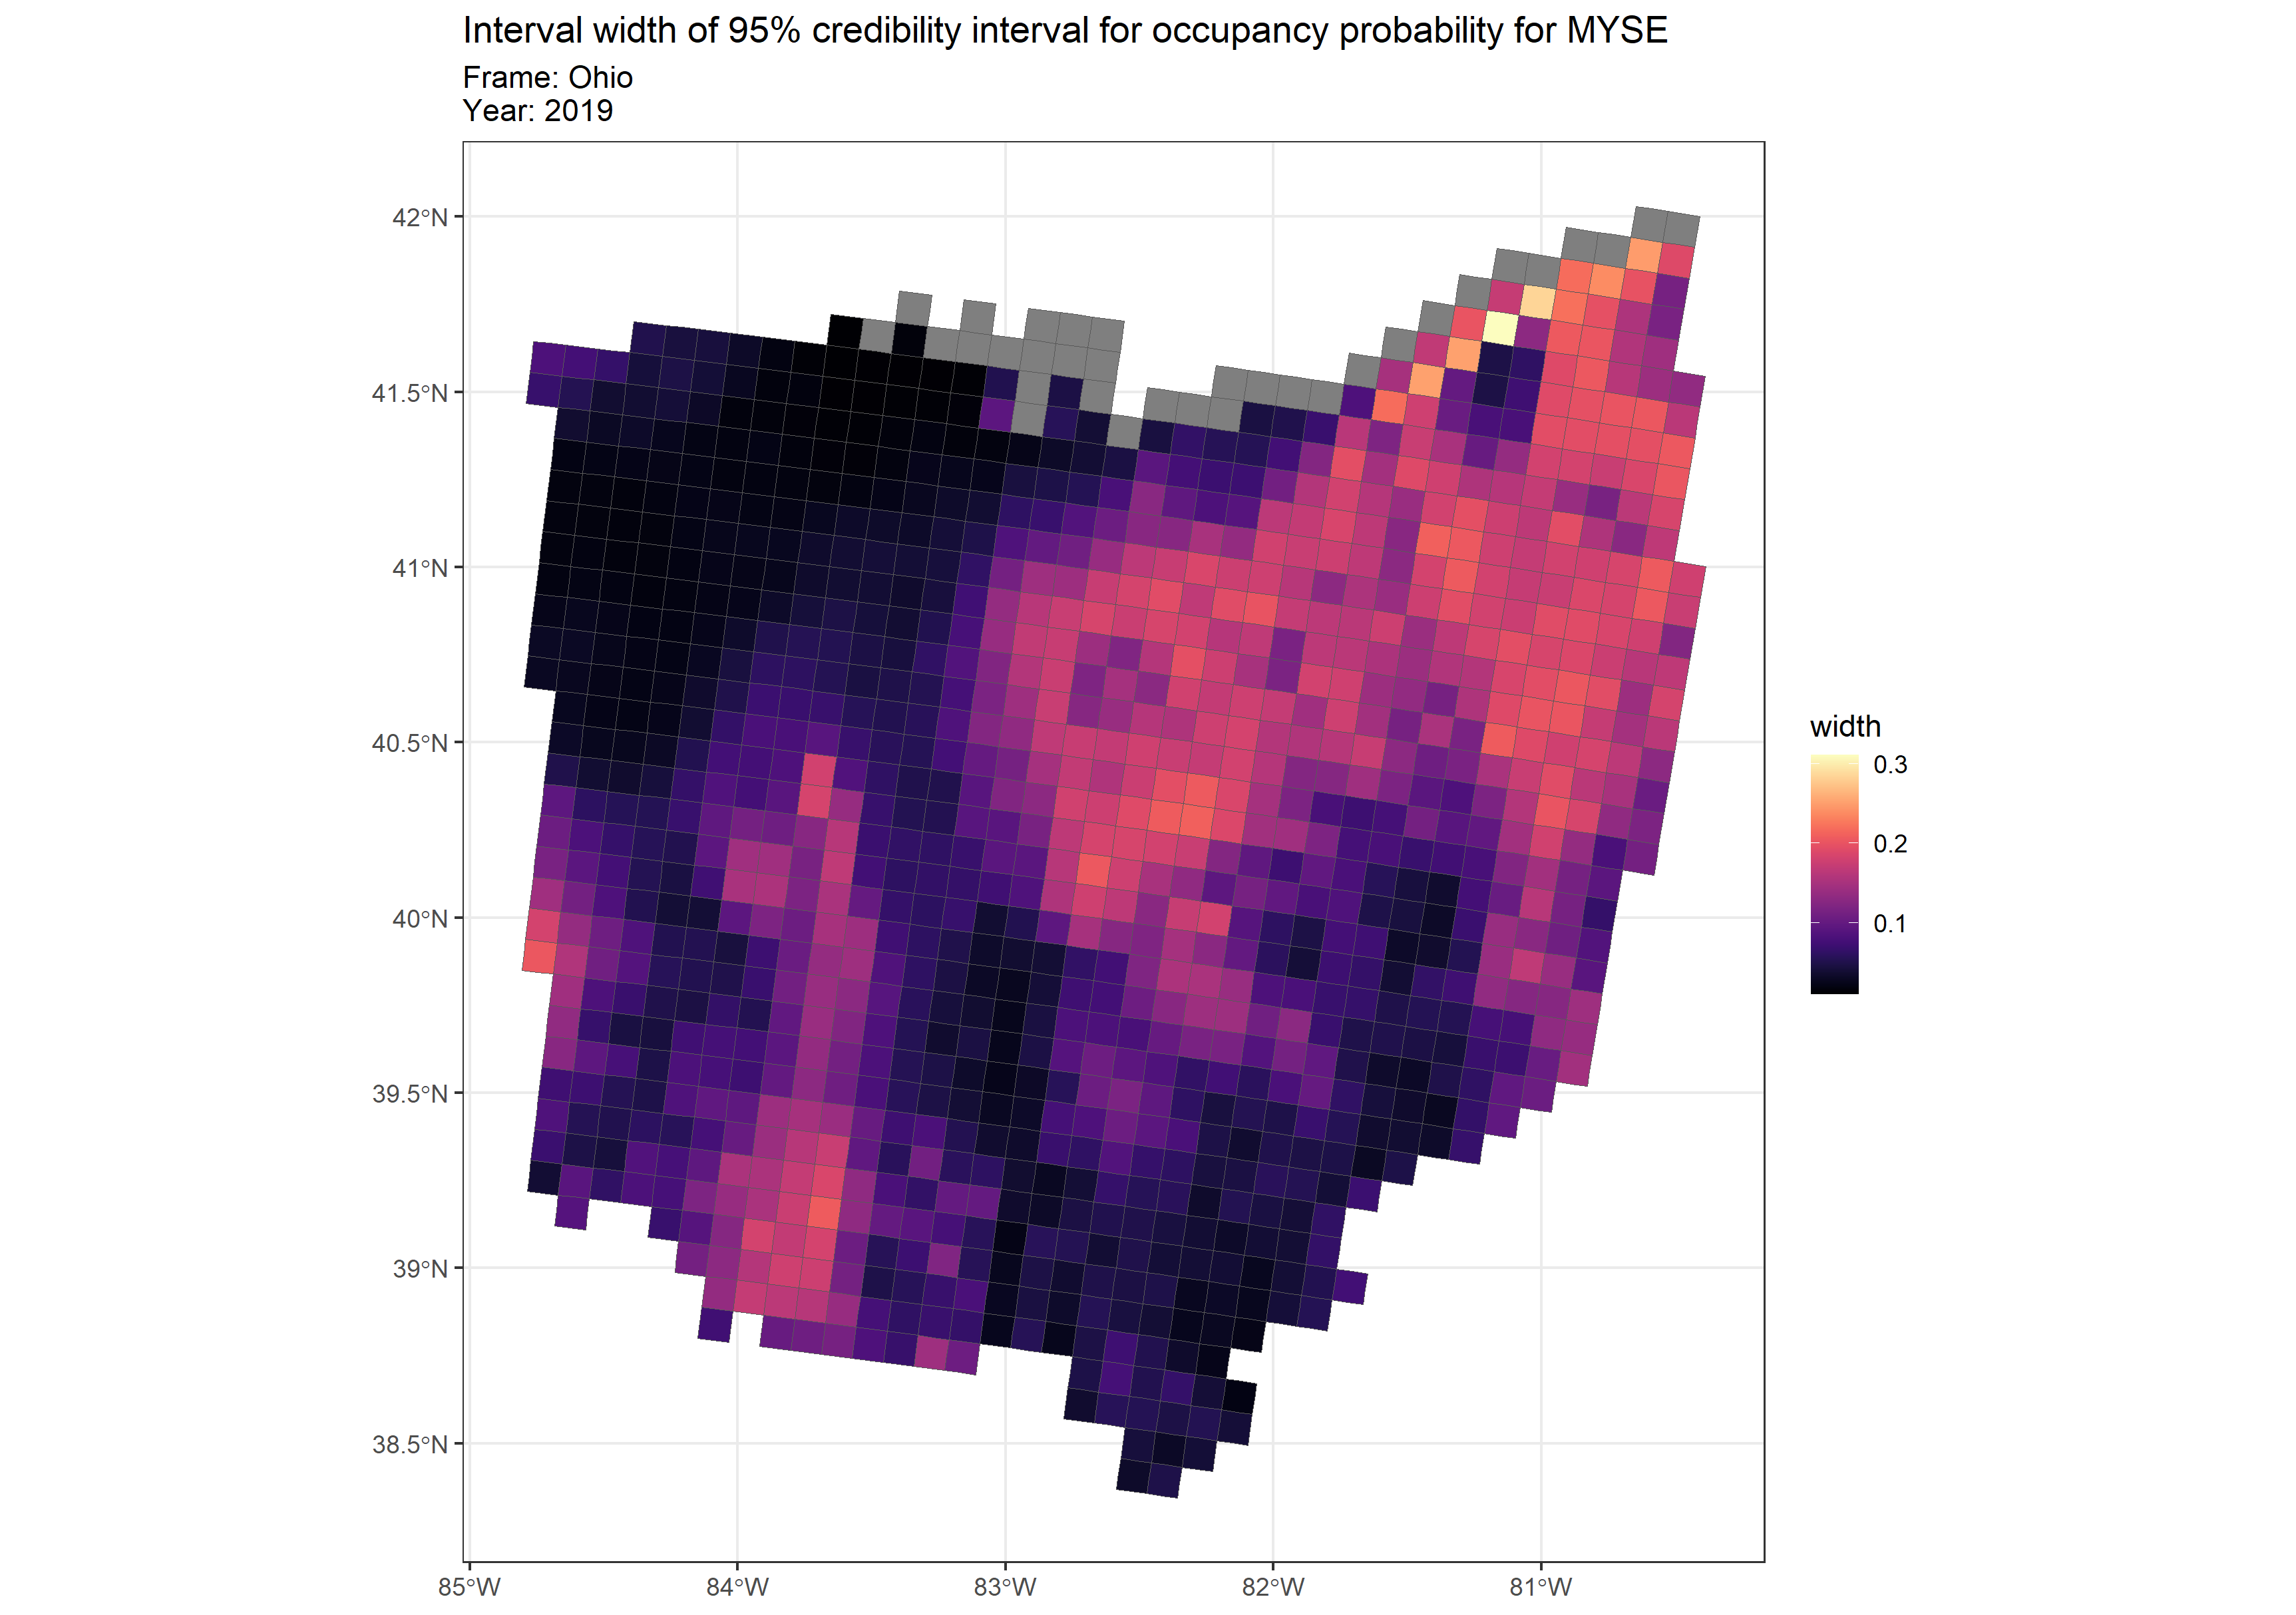 Interval width of 95% credibility interval for occupancy probability for MYSE
Frame: Ohio
Year: 2019
42°N
41.5°N
41°N
40.5°N
40°N
39.5°N
39°N
38.5°N
85°W
84°W
83°W
82°W
81°W
width
0.3
0.2
0.1